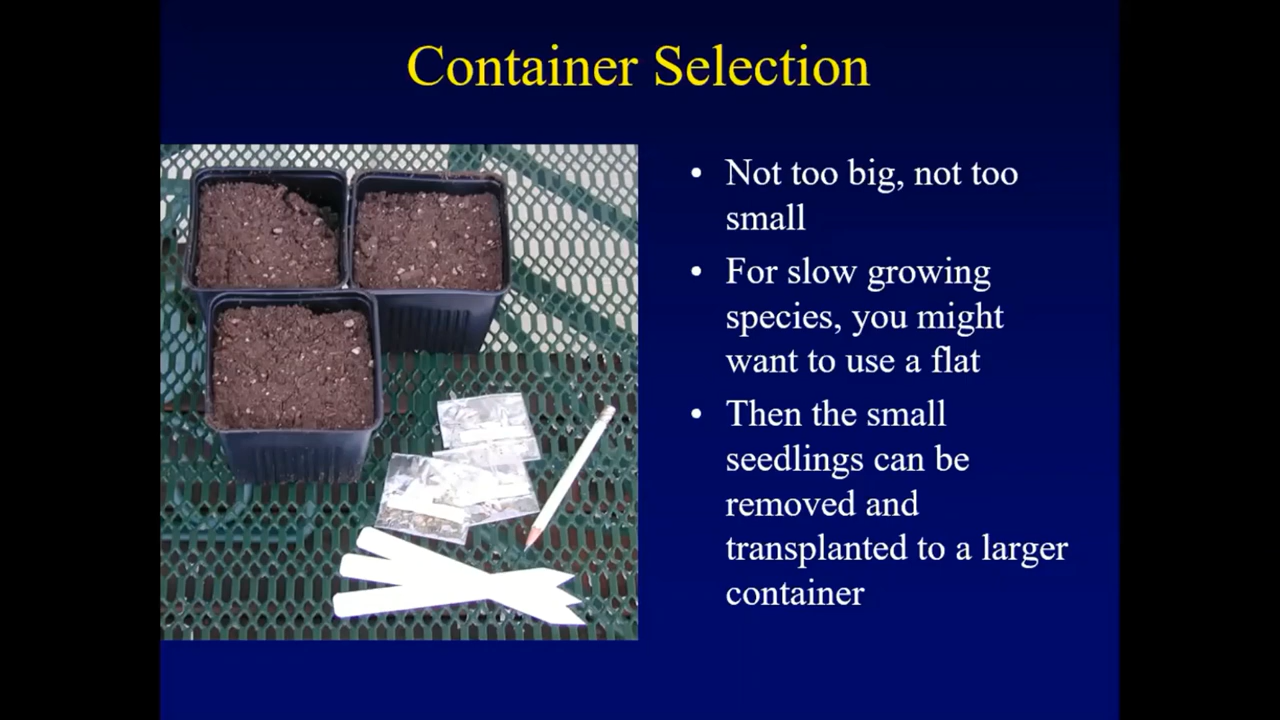 Container Selection
• Not too big, not too
small
• For slow growing
species, you might
want to use a flat
• Then the small
seedlings can be
removed and
transplanted to a larger
container